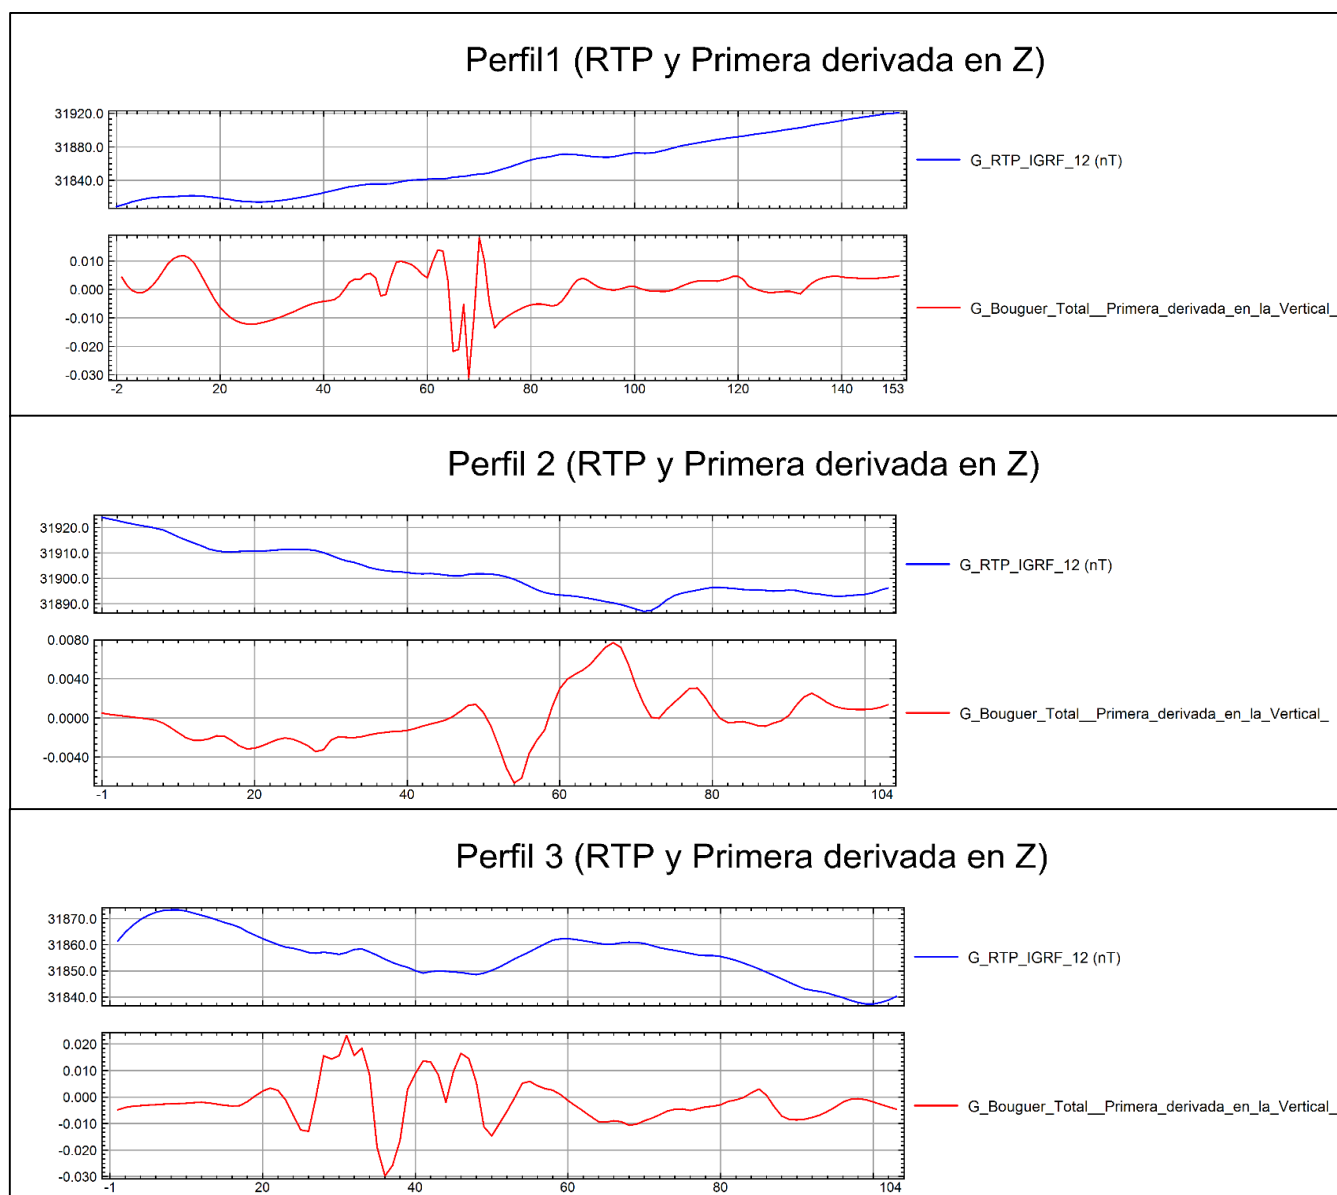 Perfil1 (RTP y Primera derivada en Z)
31920.0
31880.0
31840.0
G_RTP_IGRF_12 (nT)
0.010
0.000
-0.010
-0.020
-0.030
G_Bouguer_Total__Primera_derivada_en_la_Vertical_
-2 20 40 60 80 100 120 140 153
Perfil 2 (RTP y Primera derivada en Z)
31920.0
31910.0
31900.0
31890.0
G_RTP_IGRF_12 (nT)
0.0080
0.0040
0.0000
-0.0040
G_Bouguer_Total__Primera_derivada_en_la_Vertical_
-1 20 40 60 80 104
Perfil 3 (RTP y Primera derivada en Z)
31870.0
31860.0
31850.0
31840.0
G_RTP_IGRF_12 (nT)
0.020
0.010
0.000
-0.010
-0.020
-0.030
G_Bouguer_Total__Primera_derivada_en_la_Vertical_
-1 20 40 60 80 104